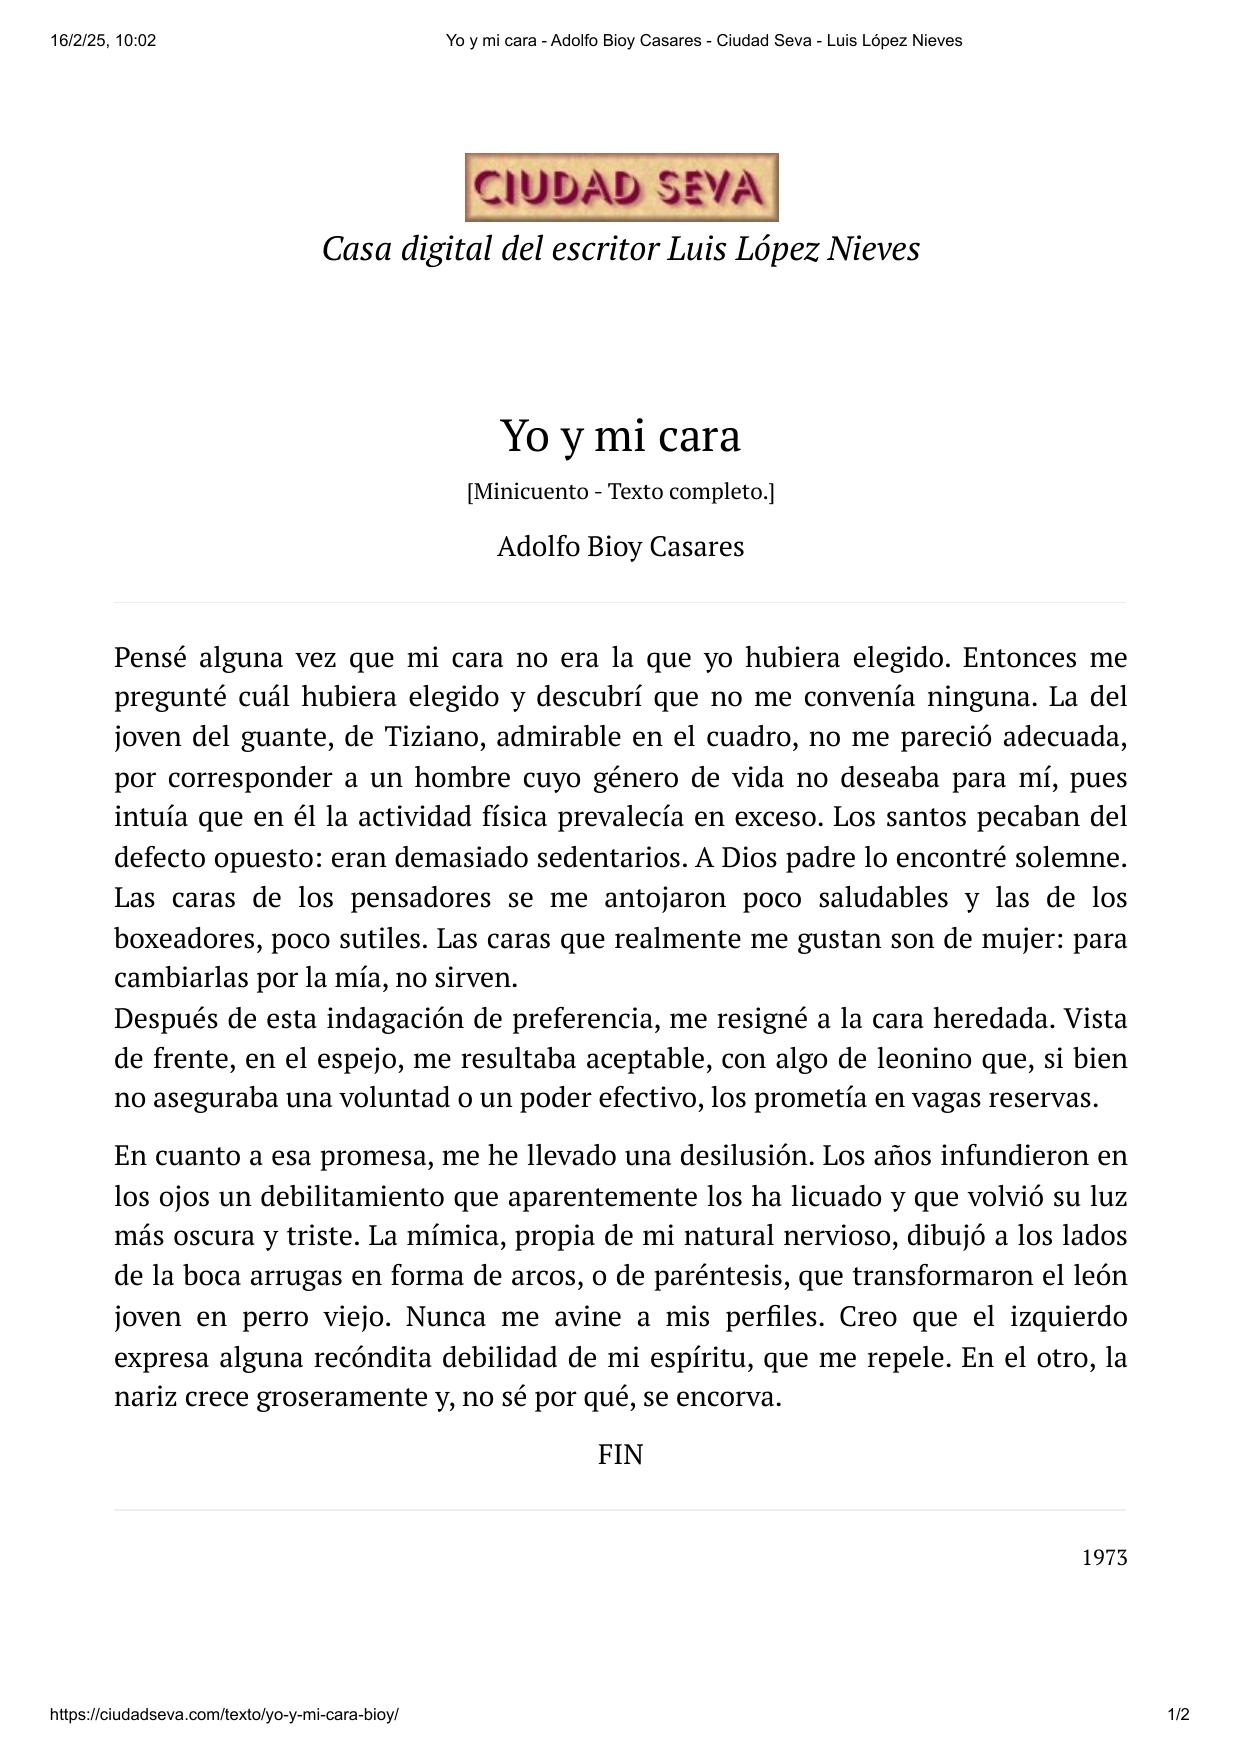 16/2/25, 10:02
Yo y mi cara - Adolfo Bioy Casares - Ciudad Seva - Luis López Nieves
CIUDAD SEVA
Casa digital del escritor Luis López Nieves
Yo y mi cara
[Minicuento - Texto completo.]
Adolfo Bioy Casares
Pensé alguna vez que mi cara no era la que yo hubiera elegido. Entonces me
pregunté cuál hubiera elegido y descubrí que no me convenía ninguna. La del
joven del guante, de Tiziano, admirable en el cuadro, no me pareció adecuada,
por corresponder a un hombre cuyo género de vida no deseaba para mí, pues
intuía que en él la actividad física prevalecía en exceso. Los santos pecaban del
defecto opuesto: eran demasiado sedentarios. A Dios padre lo encontré solemne.
Las caras de los pensadores se me antojaron poco saludables y las de los
boxeadores, poco sutiles. Las caras que realmente me gustan son de mujer: para
cambiarlas por la mía, no sirven.
Después de esta indagación de preferencia, me resigné a la cara heredada. Vista
de frente, en el espejo, me resultaba aceptable, con algo de leonino que, si bien
no aseguraba una voluntad o un poder efectivo, los prometía en vagas reservas.
En cuanto a esa promesa, me he llevado una desilusión. Los años infundieron en
los ojos un debilitamiento que aparentemente los ha licuado y que volvió su luz
más oscura y triste. La mímica, propia de mi natural nervioso, dibujó a los lados
de la boca arrugas en forma de arcos, o de paréntesis, que transformaron el león
joven en perro viejo. Nunca me avine a mis perfiles. Creo que el izquierdo
expresa alguna recóndita debilidad de mi espíritu, que me repele. En el otro, la
nariz crece groseramente y, no sé por qué, se encorva.
FIN
1973
https://ciudadseva.com/texto/yo-y-mi-cara-bioy/
1/2